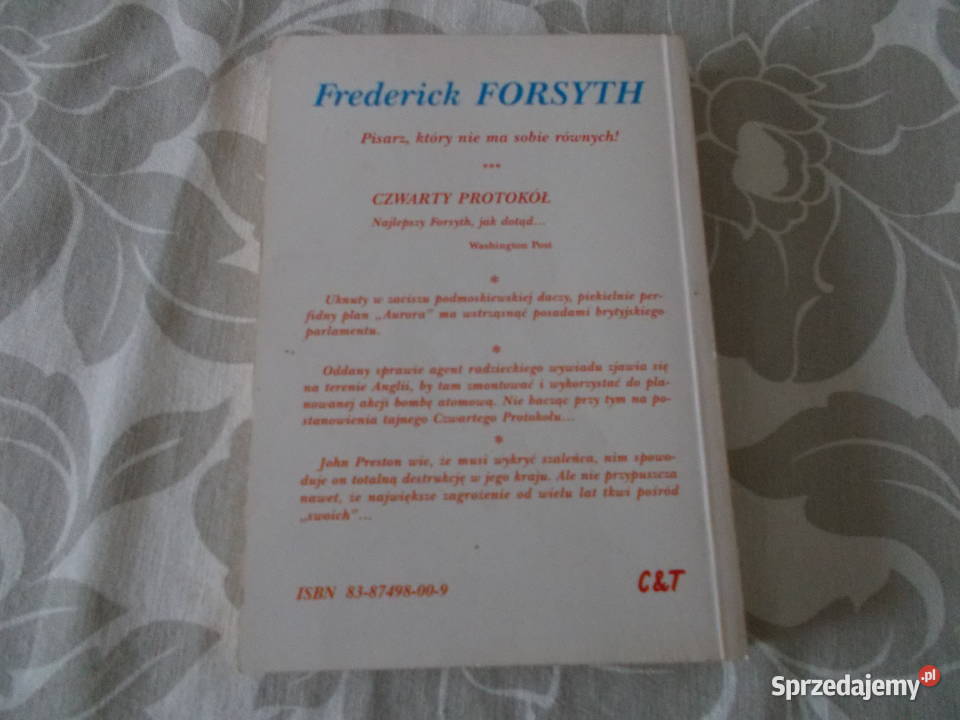 Frederick FORSYTH
Pisarz, który nie ma sobie równych!
***
CZWARTY PROTOKÓŁ
Najlepszy Forsyth, jak dotąd...
Washington Post
*
Uknuty w zaciszu podmoskiewskiej daczy, piekielnie per-
fidny plan „Aurora" ma wstrząsnąć posadami brytyjskiego
parlamentu.
*
Oddany sprawie agent radzieckiego wywiadu zjawia się
na terenie Anglii, by tam zmontować i wykorzystać do pla-
nowanej akcji bombę atomową. Nie bacząc przy tym na po-
stanowienia tajnego Czwartego Protokołu...
*
John Preston wie, że musi wykryć szaleńca, nim spowo-
duje on totalną destrukcję w jego kraju. Ale nie przypuszcza
nawet, że największe zagrożenie od wielu lat tkwi pośród
„swoich"...
ISBN 83-87498-00-9
C&T
Sprzedajemy.pl